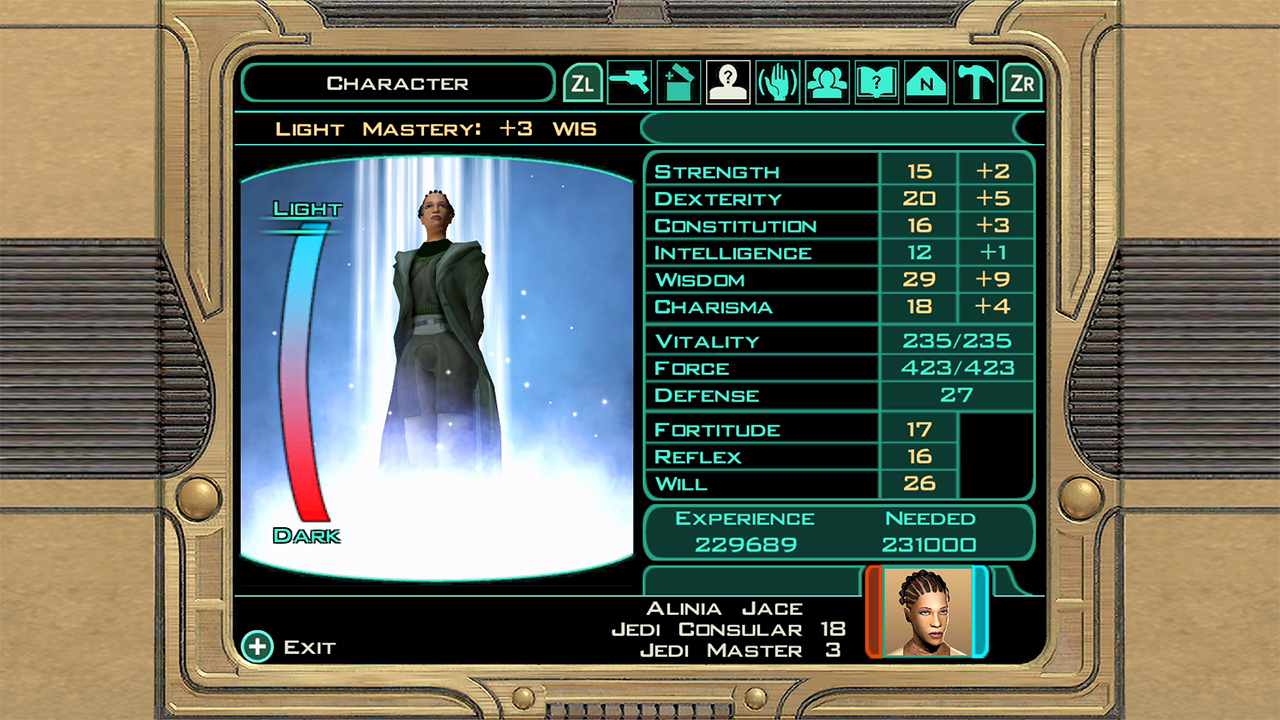 Character
ZL
?
?
N
ZR
Light Mastery: +3 WIS
Light
Dark
Strength 15 +2
Dexterity 20 +5
Constitution 16 +3
Intelligence 12 +1
Wisdom 29 +9
Charisma 18 +4
Vitality 235/235
Force 423/423
Defense 27
Fortitude 17
Reflex 16
Will 26
Experience Needed
229689 231000
Alinia Jace
Jedi Consular 18
Jedi Master 3
Exit